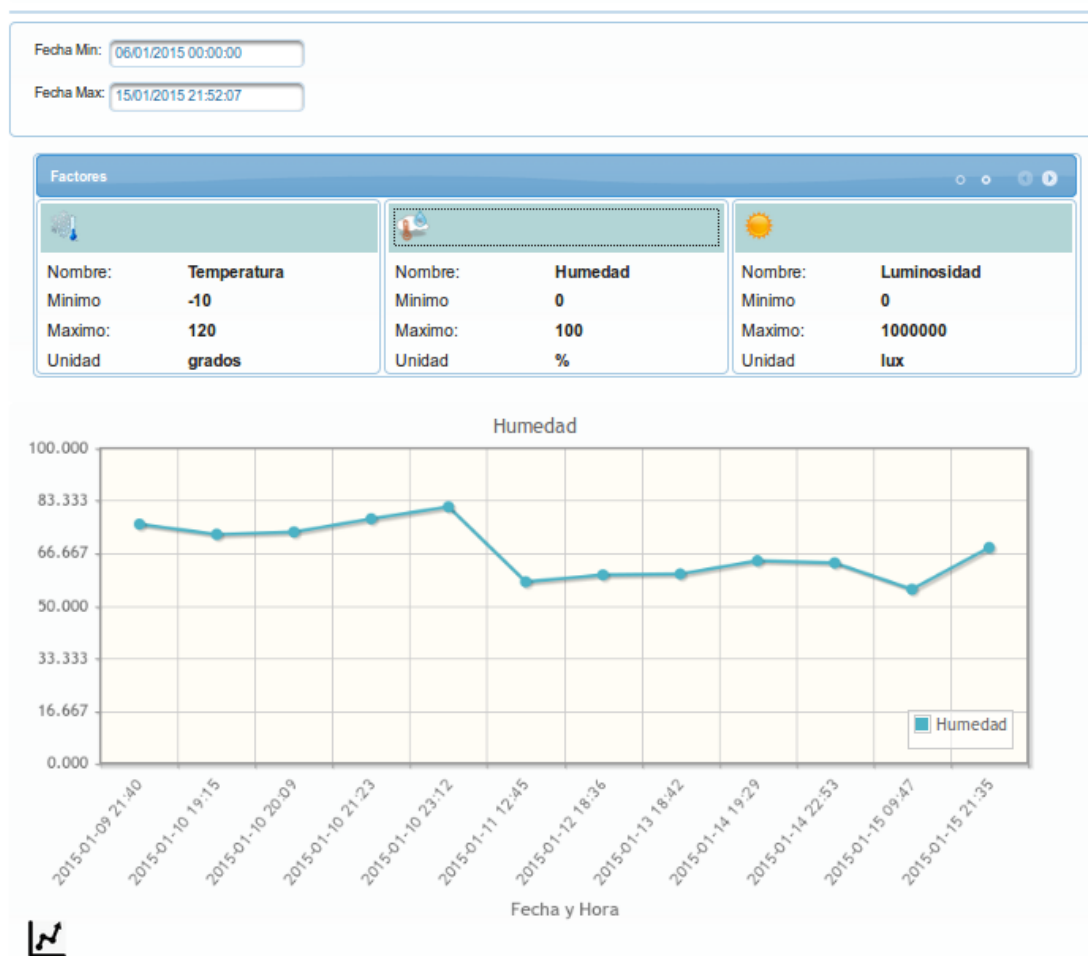 Fecha Min: 06/01/2015 00:00:00
Fecha Max: 15/01/2015 21:52:07
Factores
Nombre: Temperatura
Minimo -10
Maximo: 120
Unidad grados
Nombre: Humedad
Minimo 0
Maximo: 100
Unidad %
Nombre: Luminosidad
Minimo 0
Maximo: 1000000
Unidad lux
Humedad
100.000
83.333
66.667
50.000
33.333
16.667
0.000
Humedad
2015-01-09 21:40
2015-01-10 19:15
2015-01-10 20:09
2015-01-10 21:23
2015-01-10 23:12
2015-01-11 12:45
2015-01-12 18:36
2015-01-13 18:42
2015-01-14 19:29
2015-01-14 22:53
2015-01-15 09:47
2015-01-15 21:35
Fecha y Hora